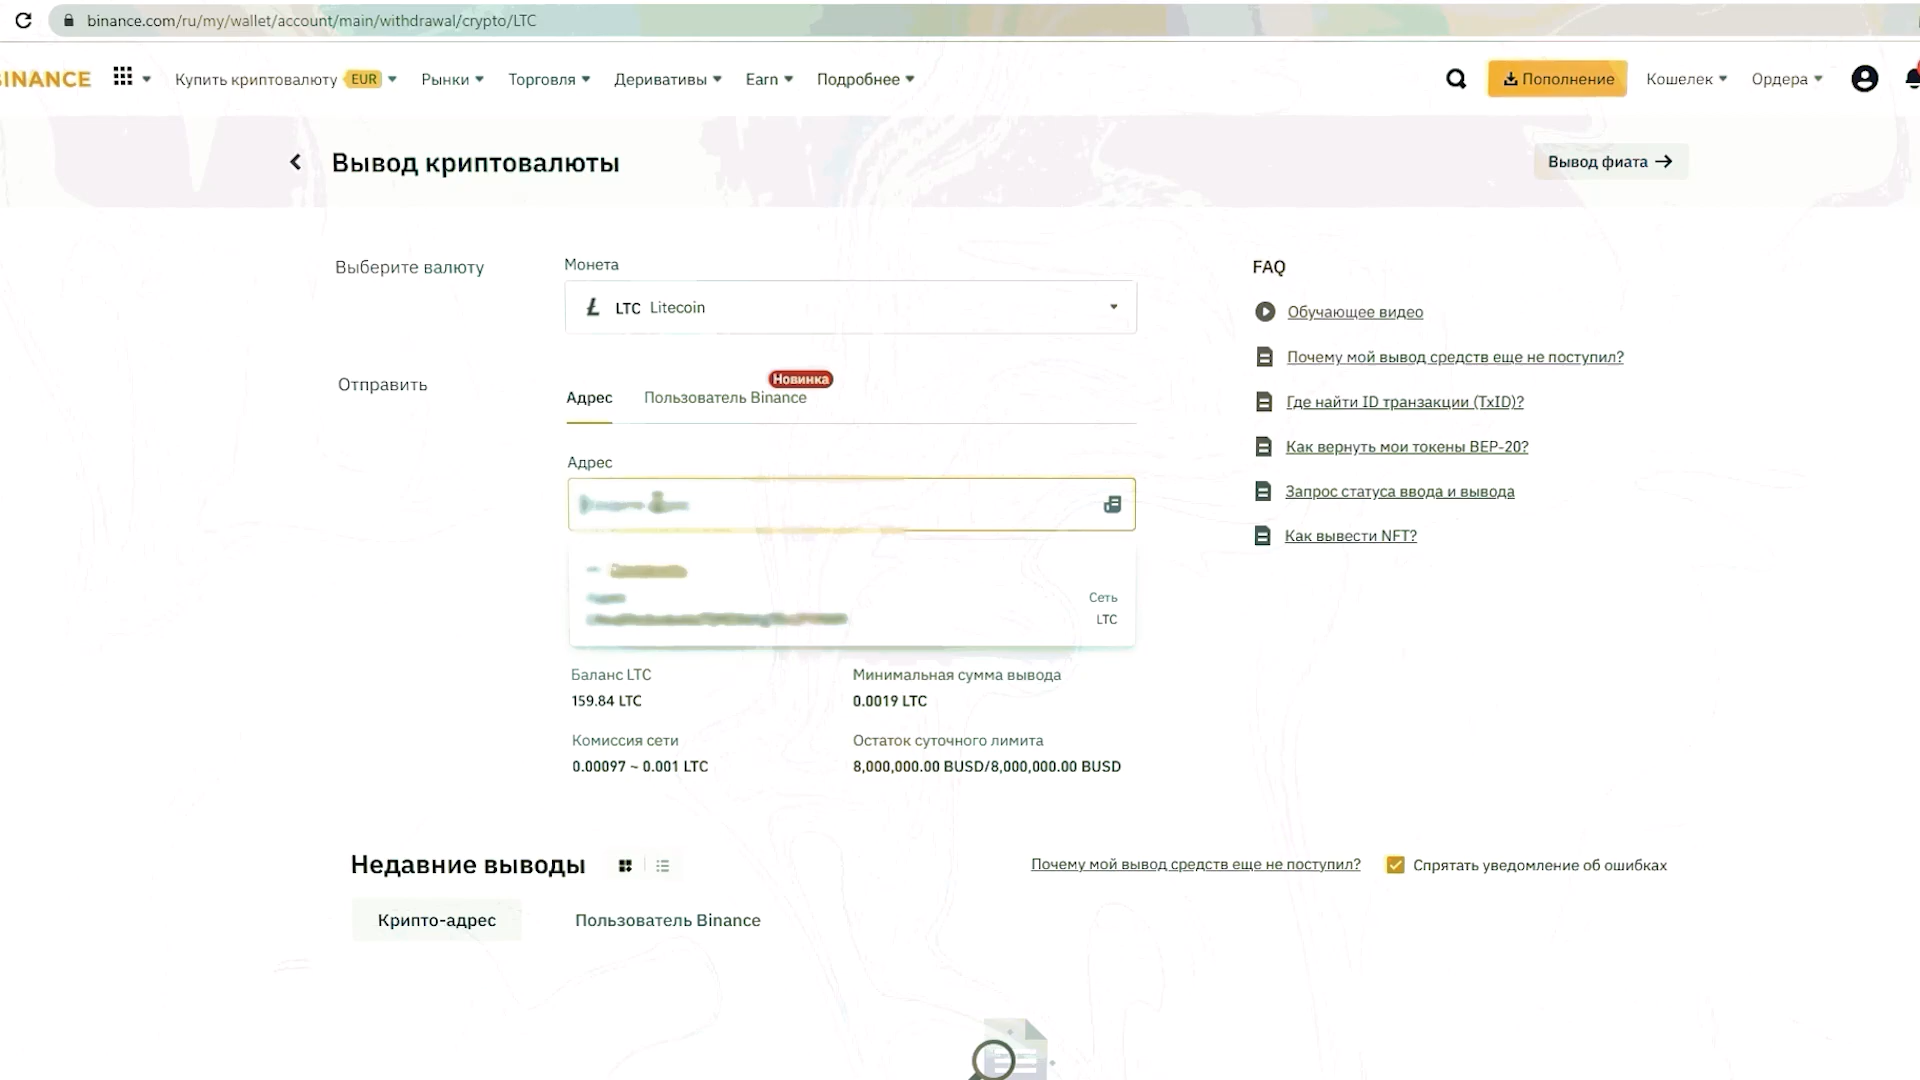 binance.com/ru/my/wallet/account/main/withdrawal/crypto/LTC
BINANCE
Купить криптовалюту EUR
Рынки
Торговля
Деривативы
Earn
Подробнее
Пополнение
Кошелек
Ордера
Вывод криптовалюты
Вывод фиата
Выберите валюту
Монета
LTC Litecoin
Отправить
Адрес
Пользователь Binance
Новинка
Адрес
Сеть
LTC
Баланс LTC
159.84 LTC
Минимальная сумма вывода
0.0019 LTC
Комиссия сети
0.00097 ~ 0.001 LTC
Остаток суточного лимита
8,000,000.00 BUSD/8,000,000.00 BUSD
FAQ
Обучающее видео
Почему мой вывод средств еще не поступил?
Где найти ID транзакции (TxID)?
Как вернуть мои токены BEP-20?
Запрос статуса ввода и вывода
Как вывести NFT?
Недавние выводы
Почему мой вывод средств еще не поступил?
Спрятать уведомление об ошибках
Крипто-адрес
Пользователь Binance